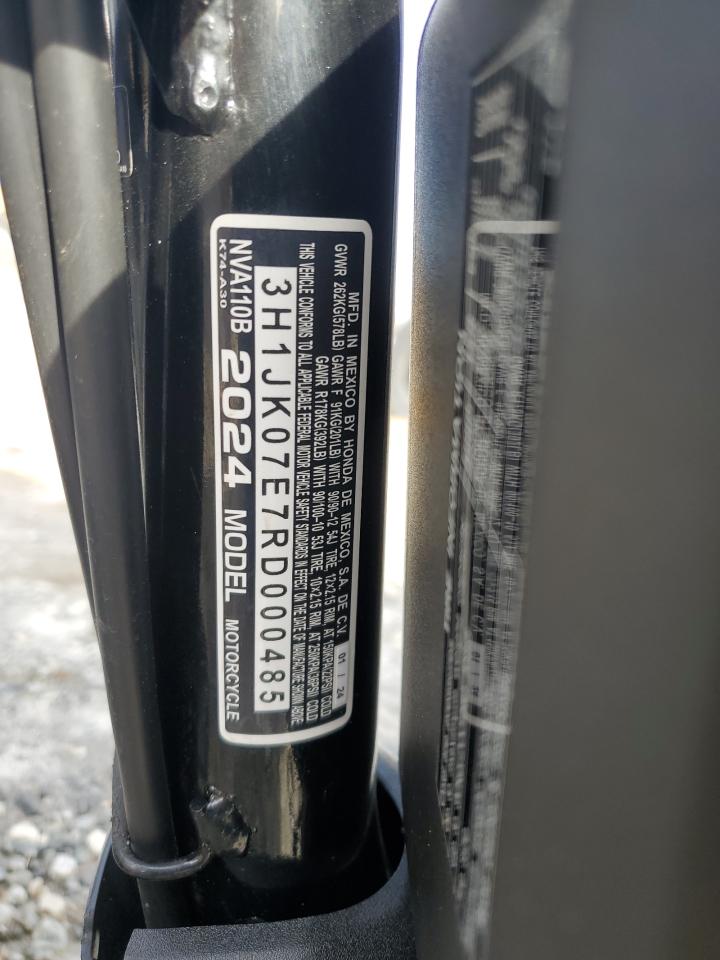 MFD. IN MEXICO BY HONDA DE MEXICO, S.A. DE C.V. 01 / 24
GVWR 262KG(578LB) GAWR F 91KG(201LB) WITH 90/90-12 54J TIRE, 12×2.15 RIM, AT 150KPA(22PSI) COLD
GAWR R178KG(392LB) WITH 90/100-10 53J TIRE, 10×2.15 RIM, AT 250KPA(36PSI) COLD
THIS VEHICLE CONFORMS TO ALL APPLICABLE FEDERAL MOTOR VEHICLE SAFETY STANDARDS IN EFFECT ON THE DATE OF MANUFACTURE SHOWN ABOVE.
3H1JK07E7RD000485
NVA110B 2024 MODEL MOTORCYCLE
K74-A30